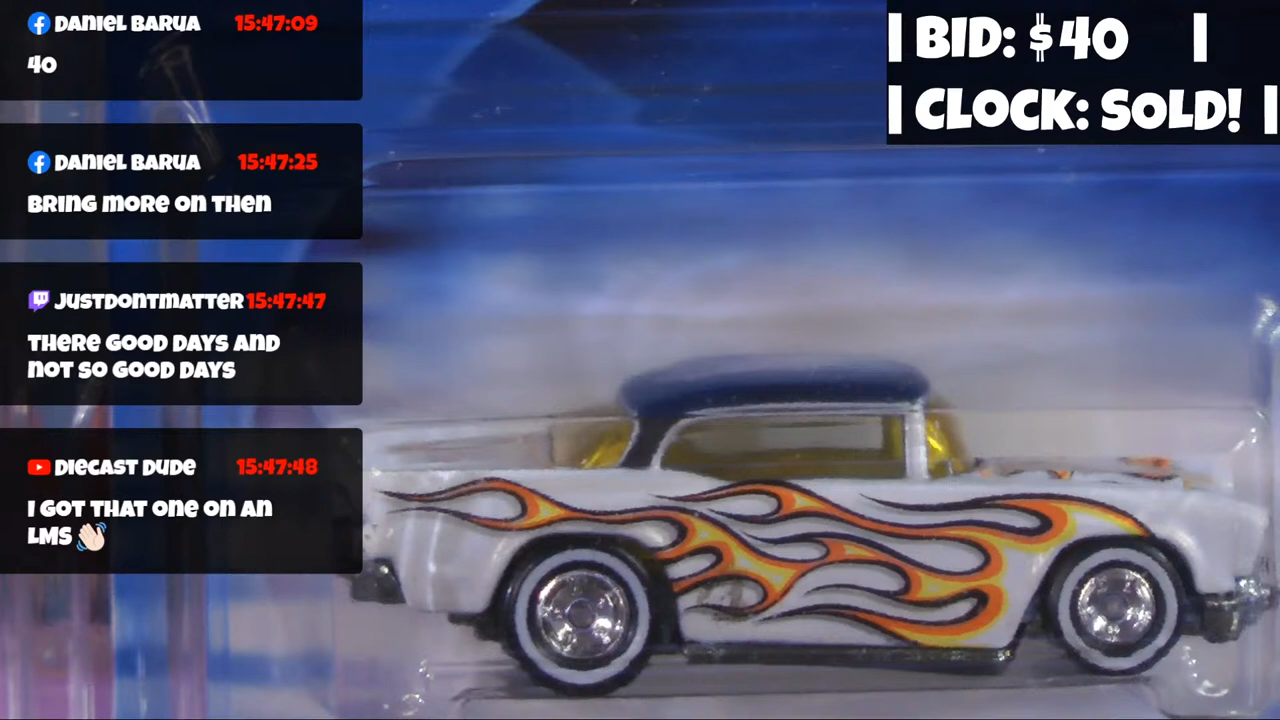 DANIEL BARUA 15:47:09
40
DANIEL BARUA 15:47:25
BRING MORE ON THEN
JUSTDONTMATTER 15:47:47
THERE GOOD DAYS AND
NOT SO GOOD DAYS
DIECAST DUDE 15:47:48
I GOT THAT ONE ON AN
LMS 👋🏻
| BID: $40 |
| CLOCK: SOLD! |